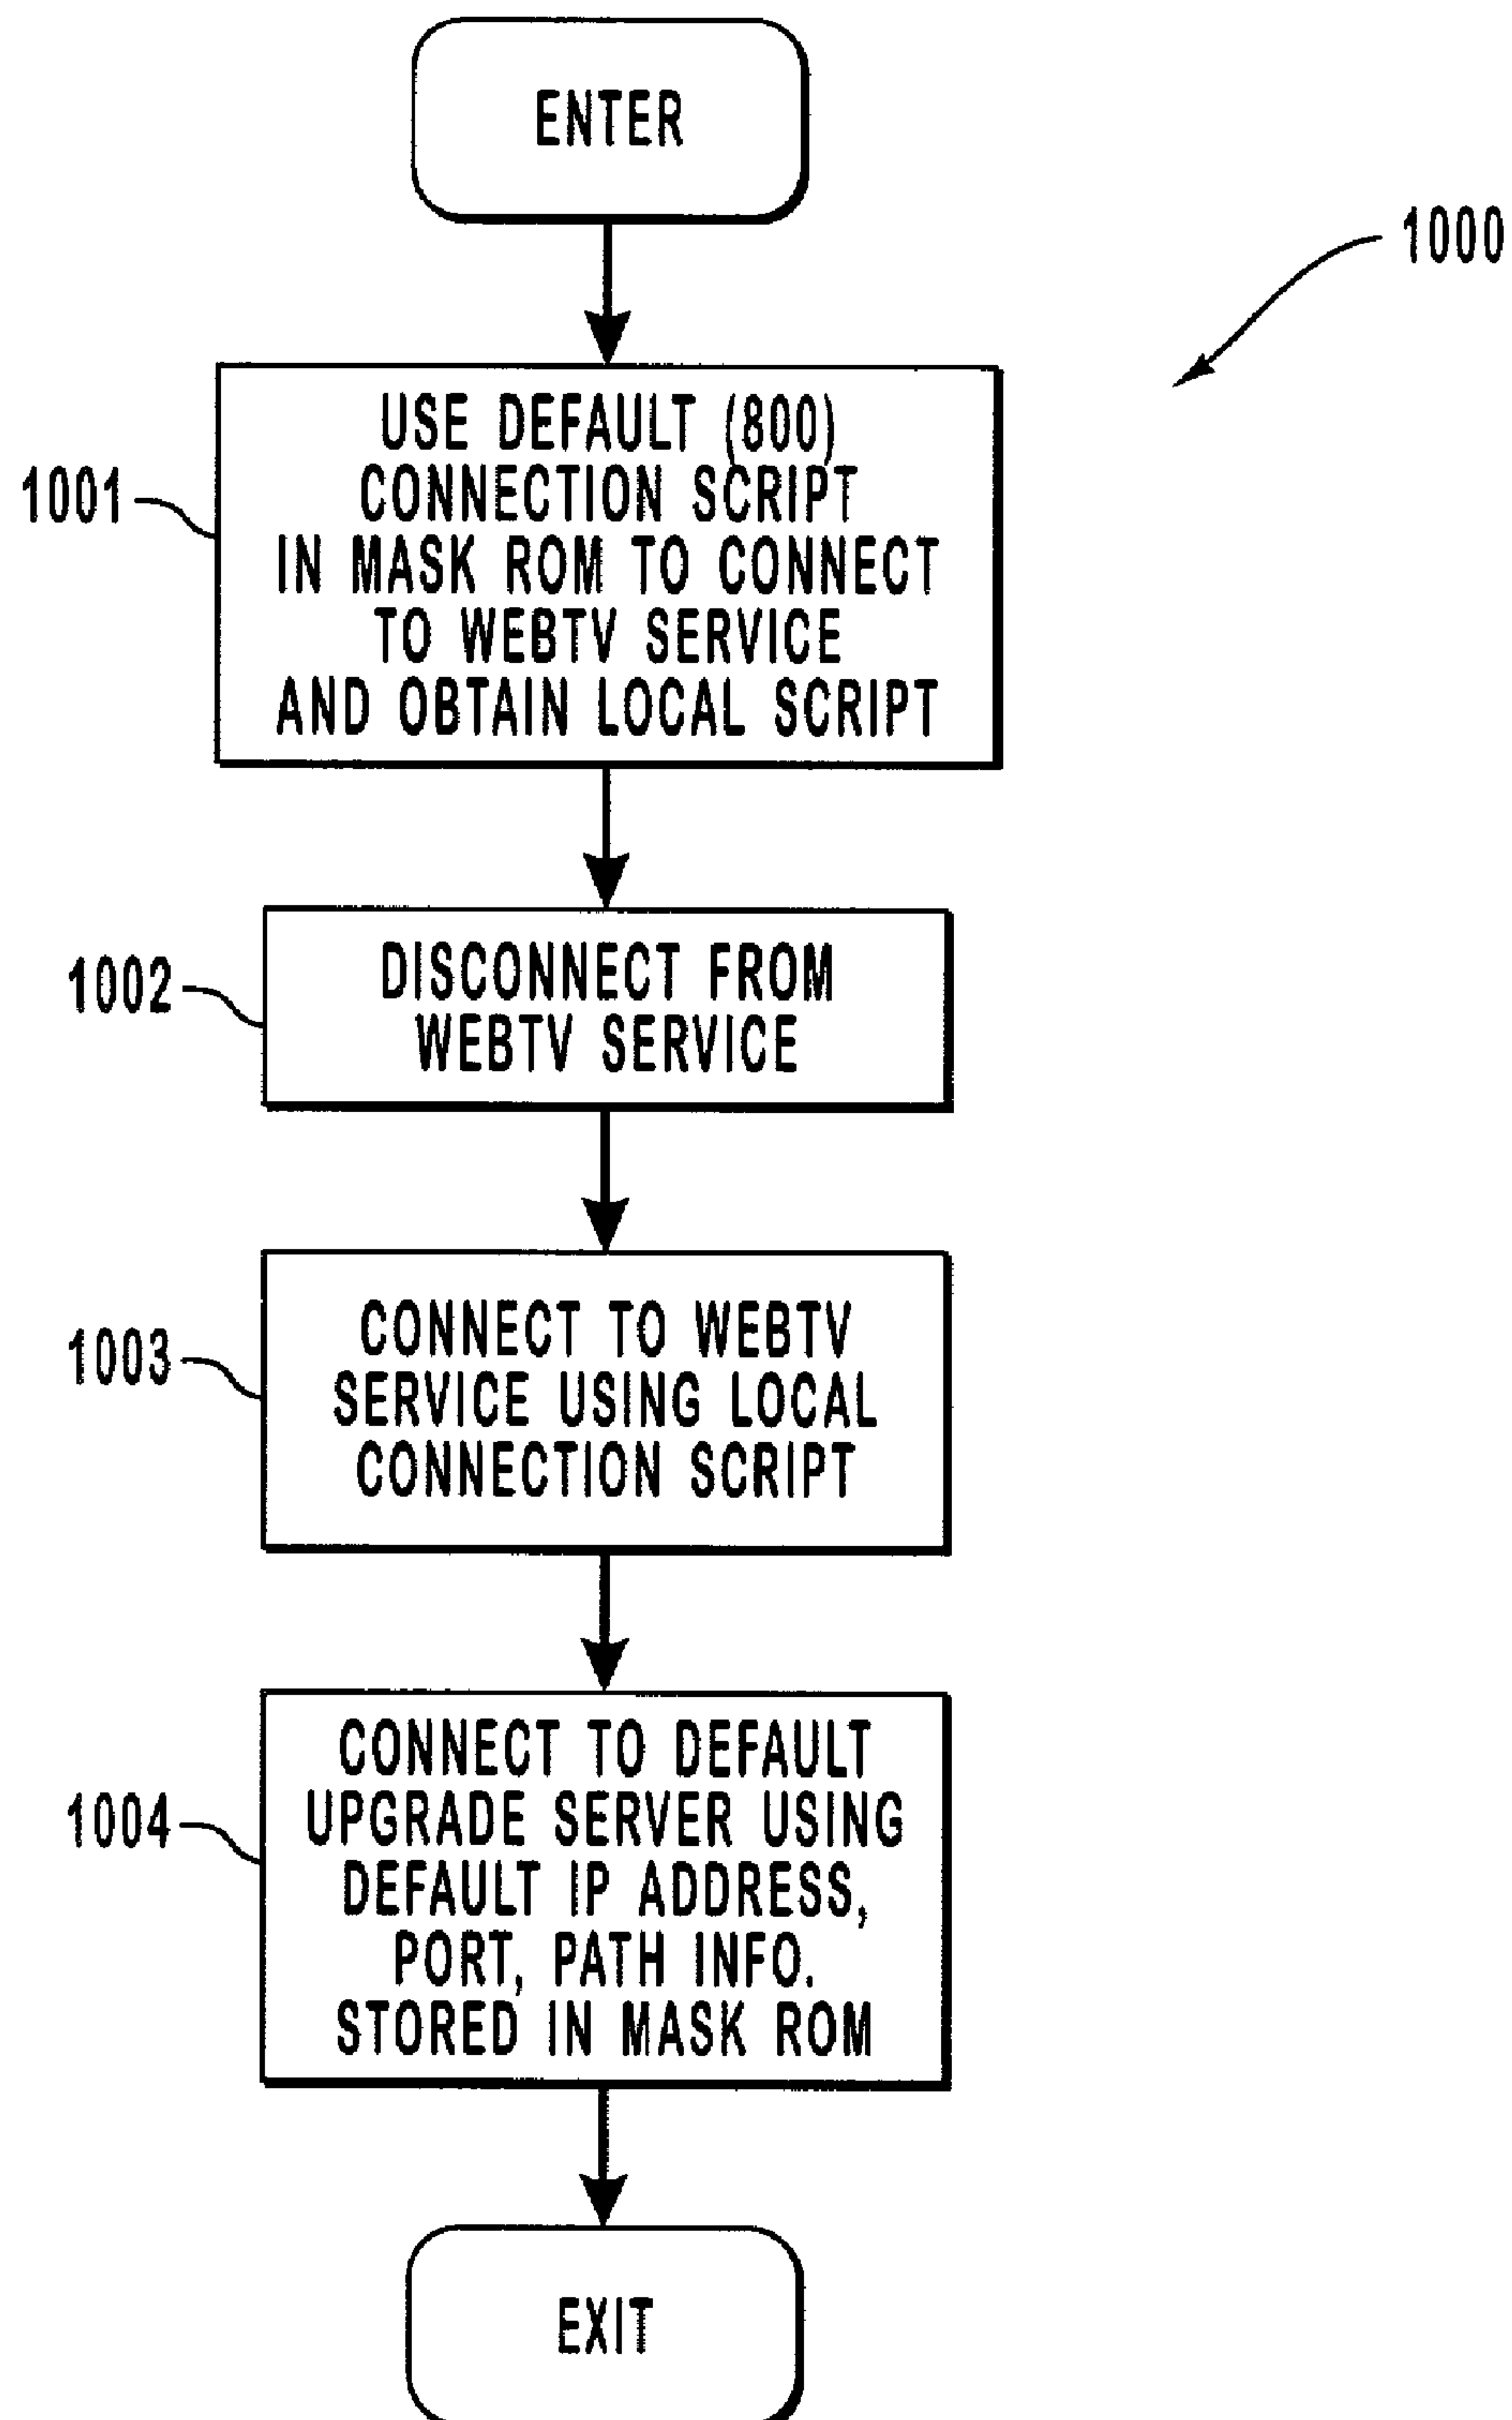 ENTER
1000
1001
USE DEFAULT (800)
CONNECTION SCRIPT
IN MASK ROM TO CONNECT
TO WEBTV SERVICE
AND OBTAIN LOCAL SCRIPT
1002
DISCONNECT FROM
WEBTV SERVICE
1003
CONNECT TO WEBTV
SERVICE USING LOCAL
CONNECTION SCRIPT
1004
CONNECT TO DEFAULT
UPGRADE SERVER USING
DEFAULT IP ADDRESS,
PORT, PATH INFO.
STORED IN MASK ROM
EXIT